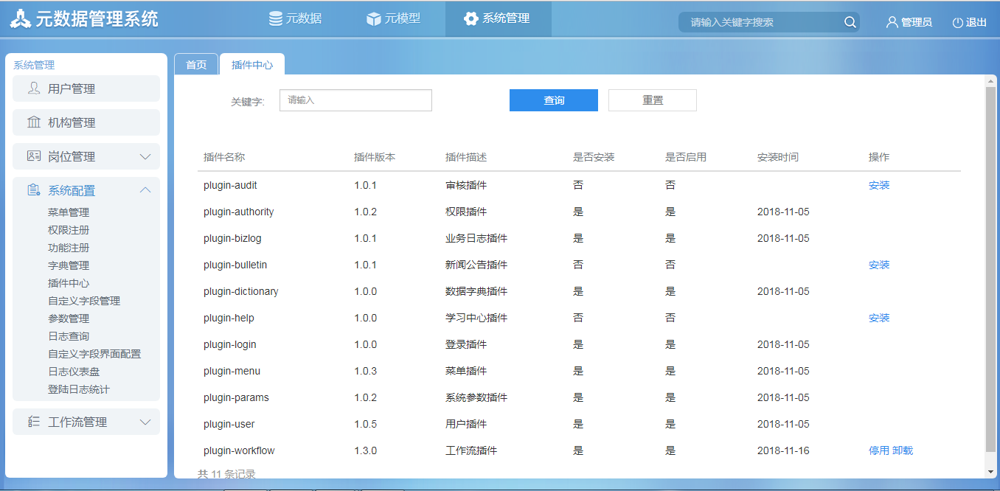 元数据管理系统 元数据 元模型 系统管理 请输入关键字搜索 管理员 退出
系统管理
用户管理
机构管理
岗位管理
系统配置
菜单管理
权限注册
功能注册
字典管理
插件中心
自定义字段管理
参数管理
日志查询
自定义字段界面配置
日志仪表盘
登陆日志统计
工作流管理
首页 插件中心
关键字: 请输入 查询 重置
插件名称 插件版本 插件描述 是否安装 是否启用 安装时间 操作
plugin-audit 1.0.1 审核插件 否 否 安装
plugin-authority 1.0.2 权限插件 是 是 2018-11-05
plugin-bizlog 1.0.1 业务日志插件 是 是 2018-11-05
plugin-bulletin 1.0.1 新闻公告插件 否 否 安装
plugin-dictionary 1.0.0 数据字典插件 是 是 2018-11-05
plugin-help 1.0.0 学习中心插件 否 否 安装
plugin-login 1.0.0 登录插件 是 是 2018-11-05
plugin-menu 1.0.3 菜单插件 是 是 2018-11-05
plugin-params 1.0.2 系统参数插件 是 是 2018-11-05
plugin-user 1.0.5 用户插件 是 是 2018-11-05
plugin-workflow 1.3.0 工作流插件 是 是 2018-11-16 停用 卸载
共 11 条记录